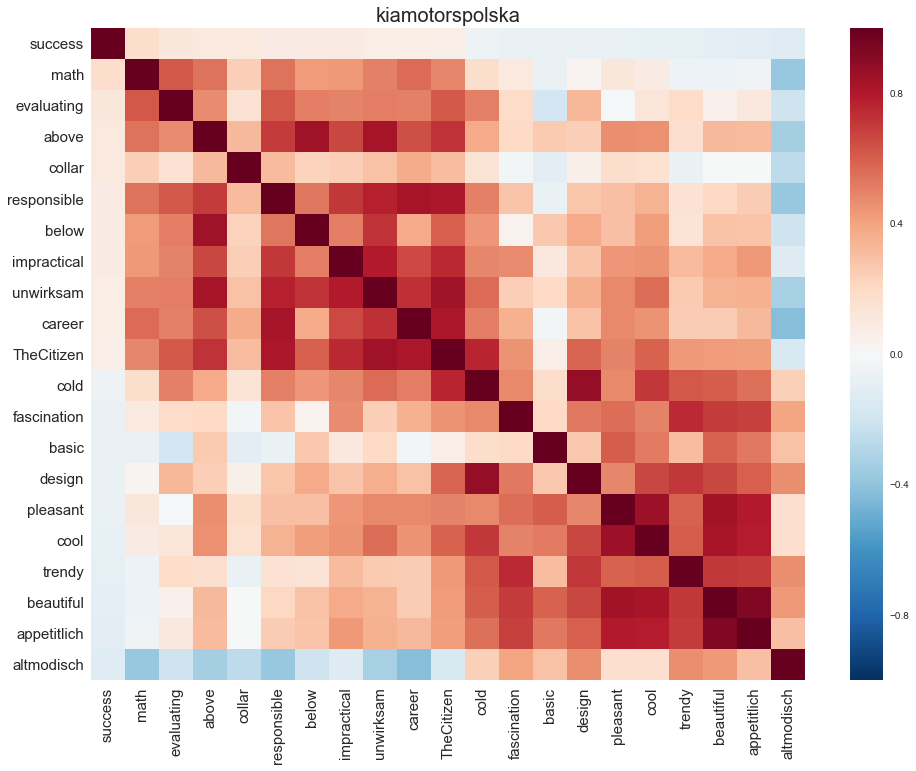 kiamotorspolska
success
math
evaluating
above
collar
responsible
below
impractical
unwirksam
career
TheCitizen
cold
fascination
basic
design
pleasant
cool
trendy
beautiful
appetitlich
altmodisch
0.8
0.4
0.0
−0.4
−0.8
success
math
evaluating
above
collar
responsible
below
impractical
unwirksam
career
TheCitizen
cold
fascination
basic
design
pleasant
cool
trendy
beautiful
appetitlich
altmodisch